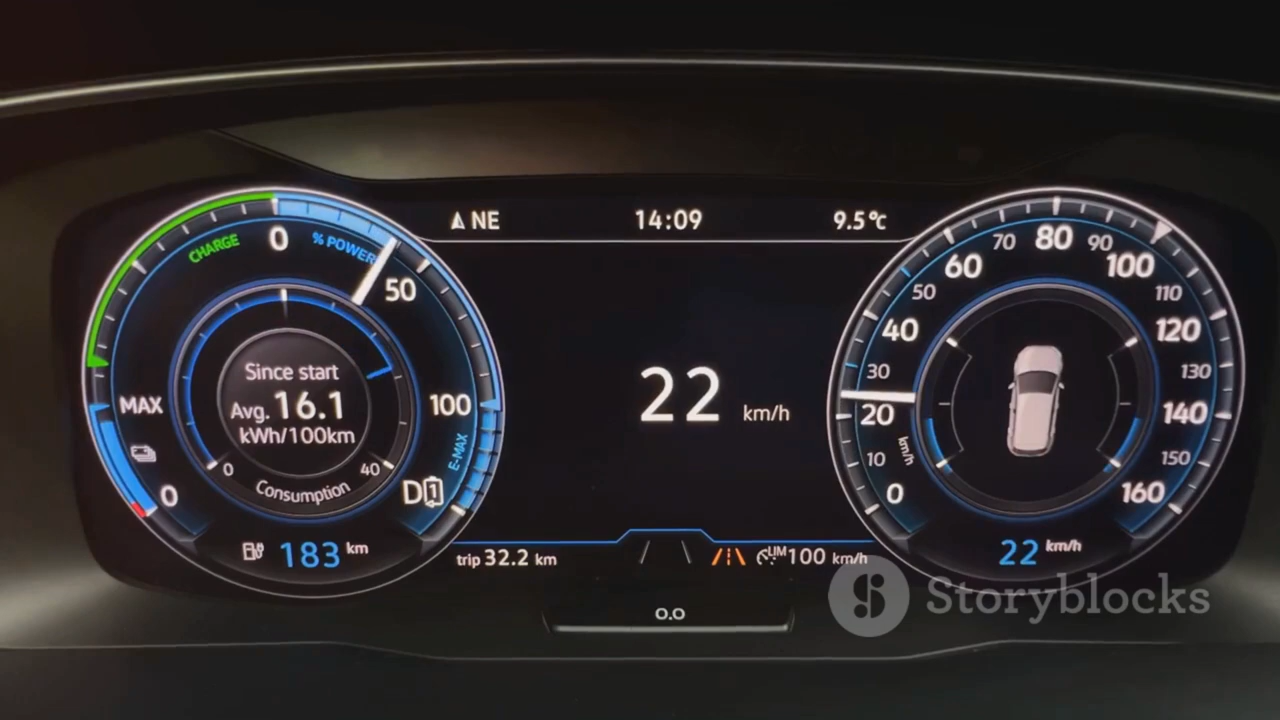 NE
14:09
9.5°C
CHARGE
0
% POWER
50
100
E-MAX
MAX
0
Since start
Avg. 16.1
kWh/100km
0
40
Consumption
D 1
183 km
22 km/h
trip 32.2 km
LIM 100 km/h
0.0
0
10
20
30
40
50
60
70
80
90
100
110
120
130
140
150
160
km/h
22 km/h
Storyblocks